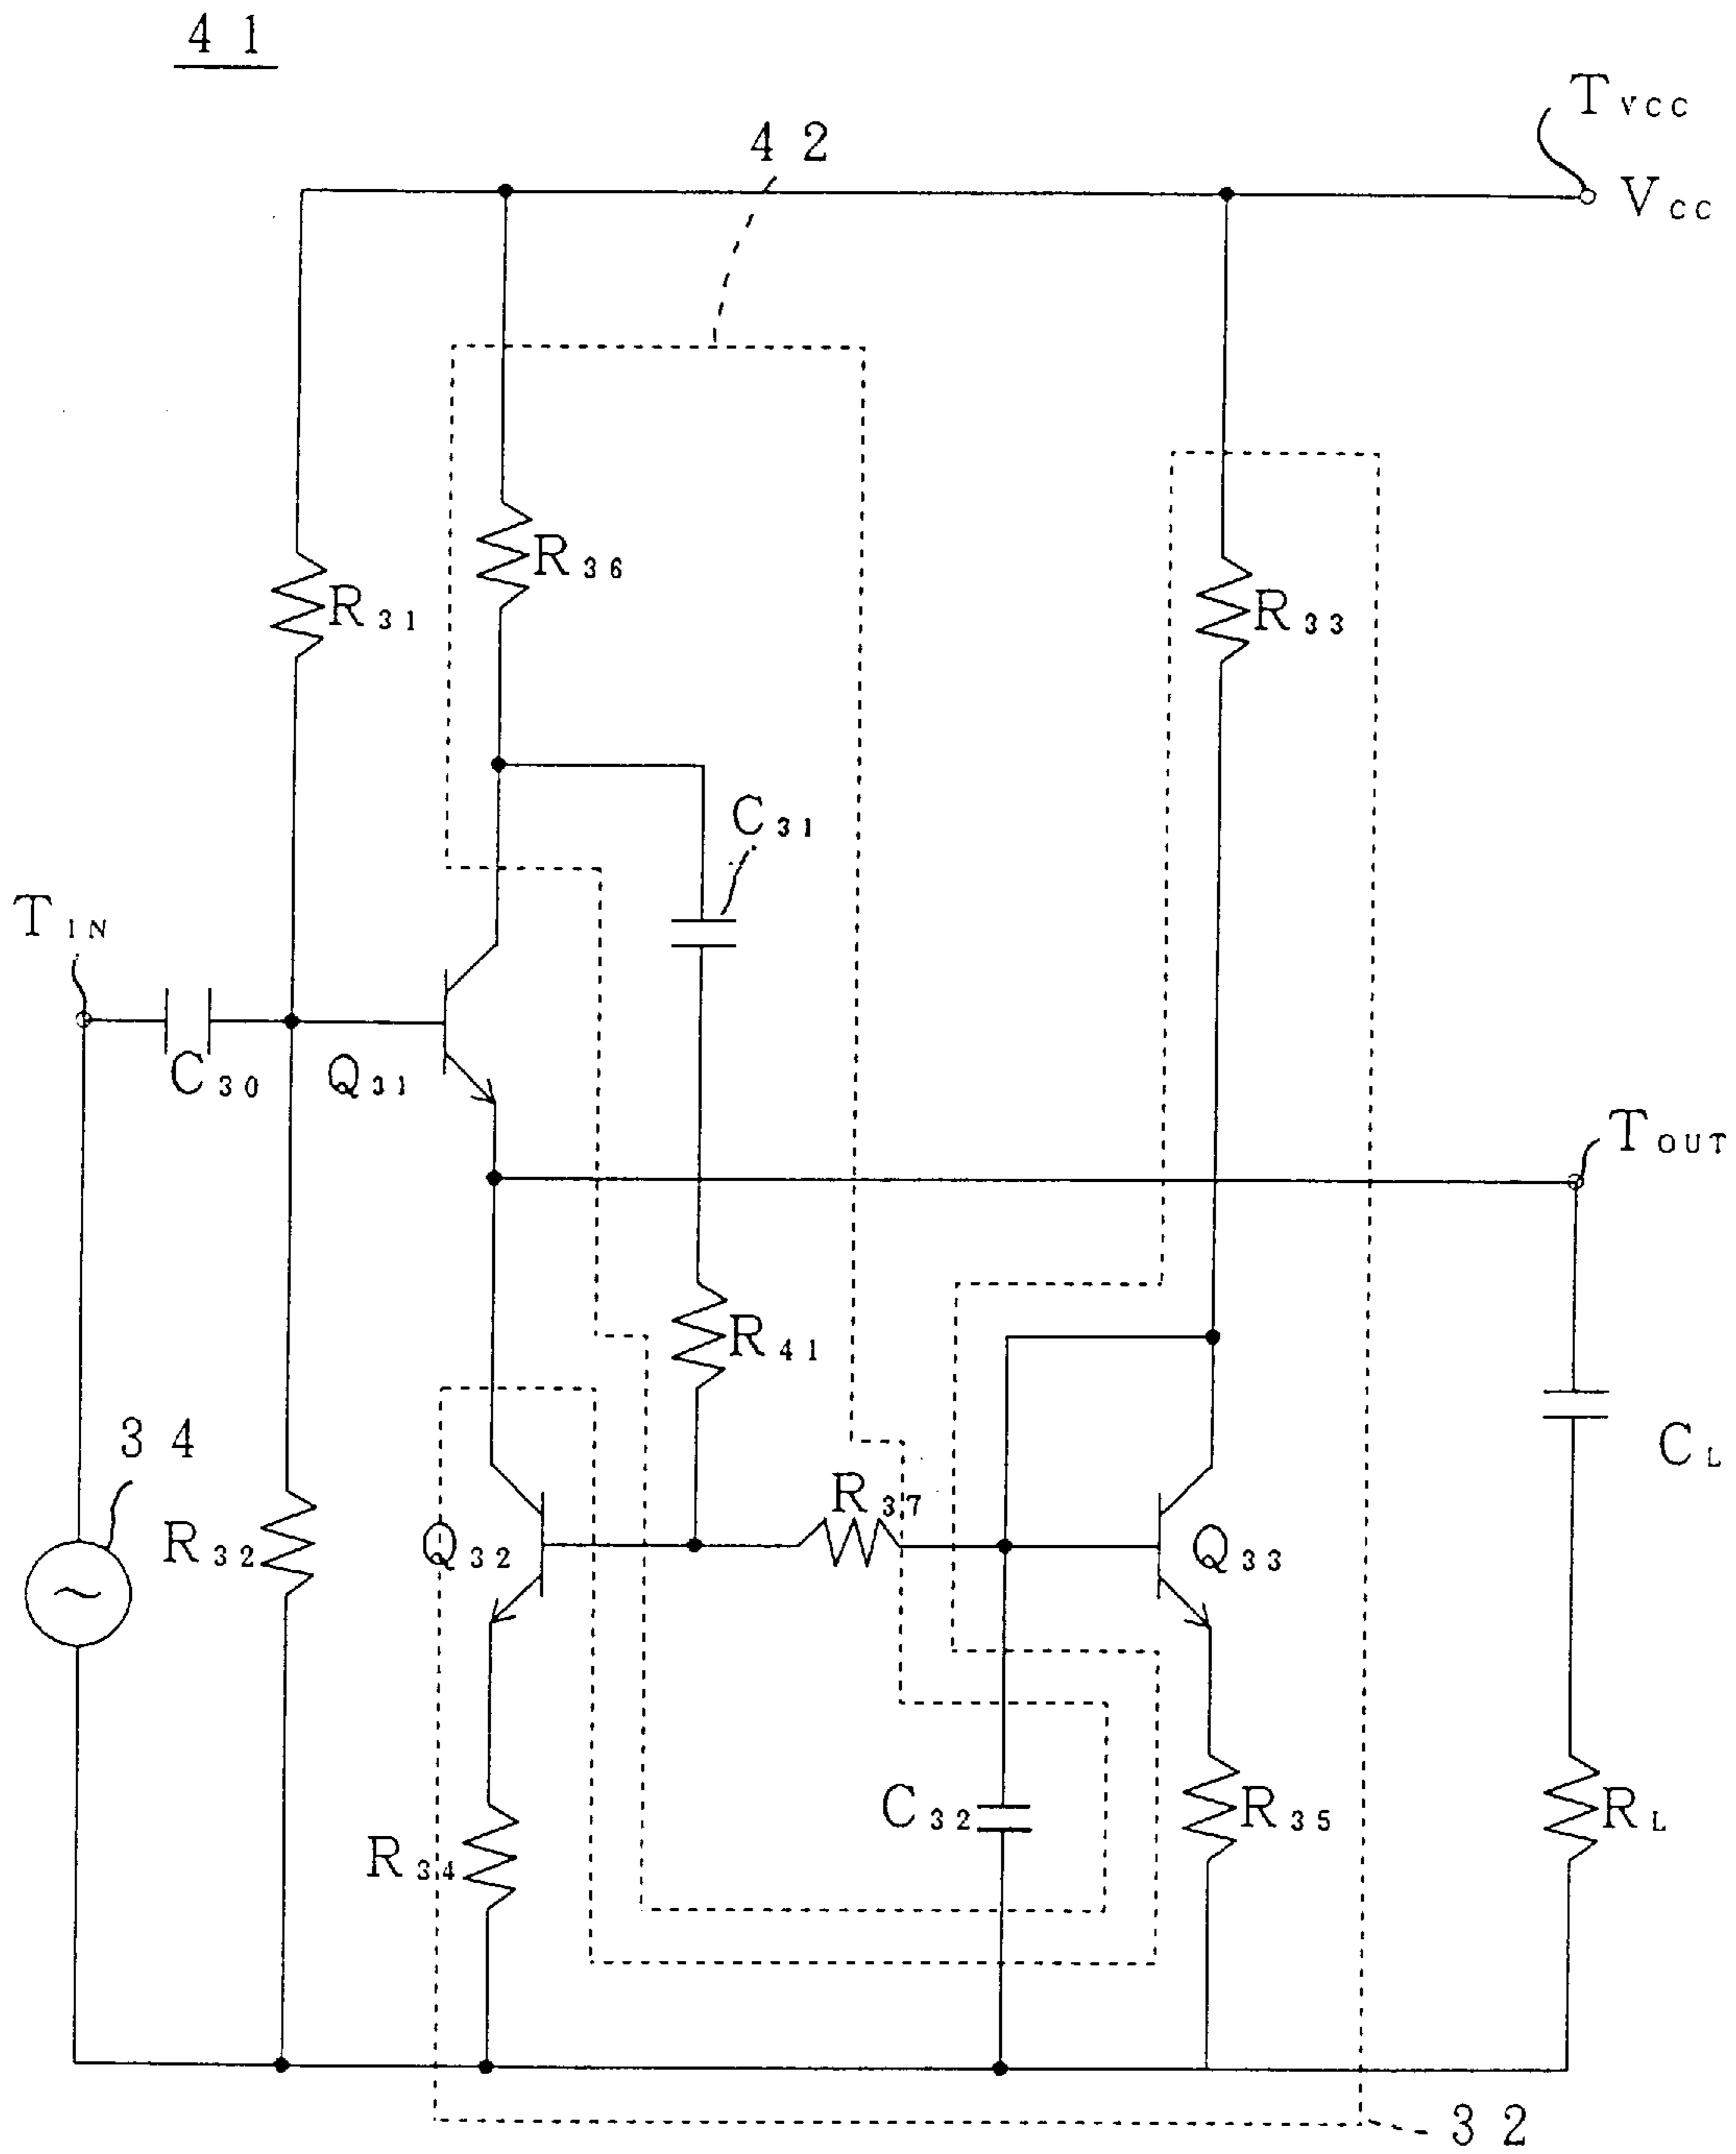 41
TVCC
42
VCC
R36
R31
R33
C31
TIN
C30
Q31
TOUT
R41
34
CL
R37
R32
Q32
Q33
C32
R35
RL
R34
32